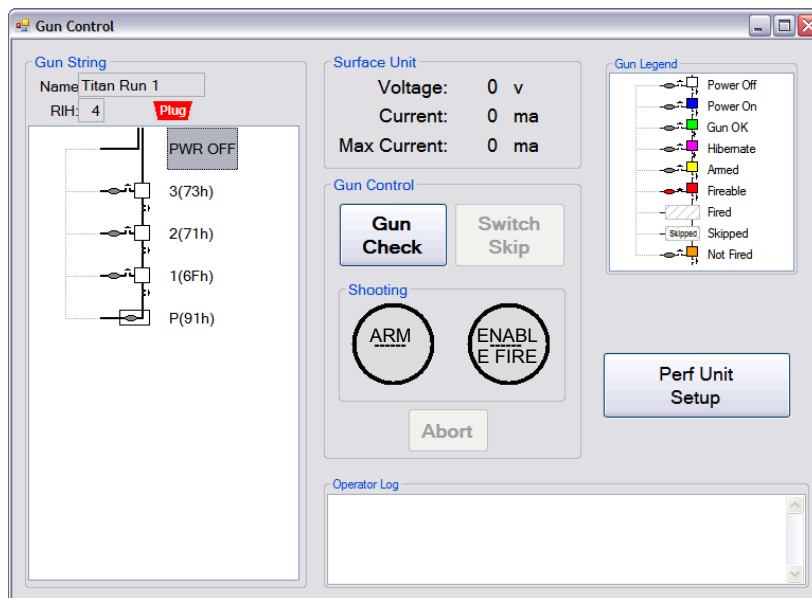 Gun Control
Gun String
Name Titan Run 1
RIH: 4 Plug
PWR OFF
3(73h)
2(71h)
1(6Fh)
P(91h)
Surface Unit
Voltage: 0 v
Current: 0 ma
Max Current: 0 ma
Gun Control
Gun
Check
Switch
Skip
Shooting
ARM
ENABL
E FIRE
Abort
Gun Legend
Power Off
Power On
Gun OK
Hibernate
Armed
Fireable
Fired
Skipped Skipped
Not Fired
Perf Unit
Setup
Operator Log